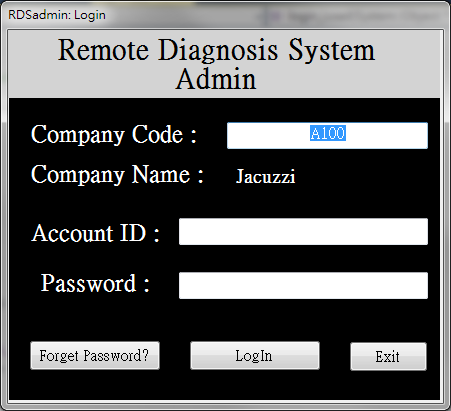 RDSadmin: Login
Remote Diagnosis System
Admin
Company Code : A100
Company Name : Jacuzzi
Account ID :
Password :
Forget Password? LogIn Exit